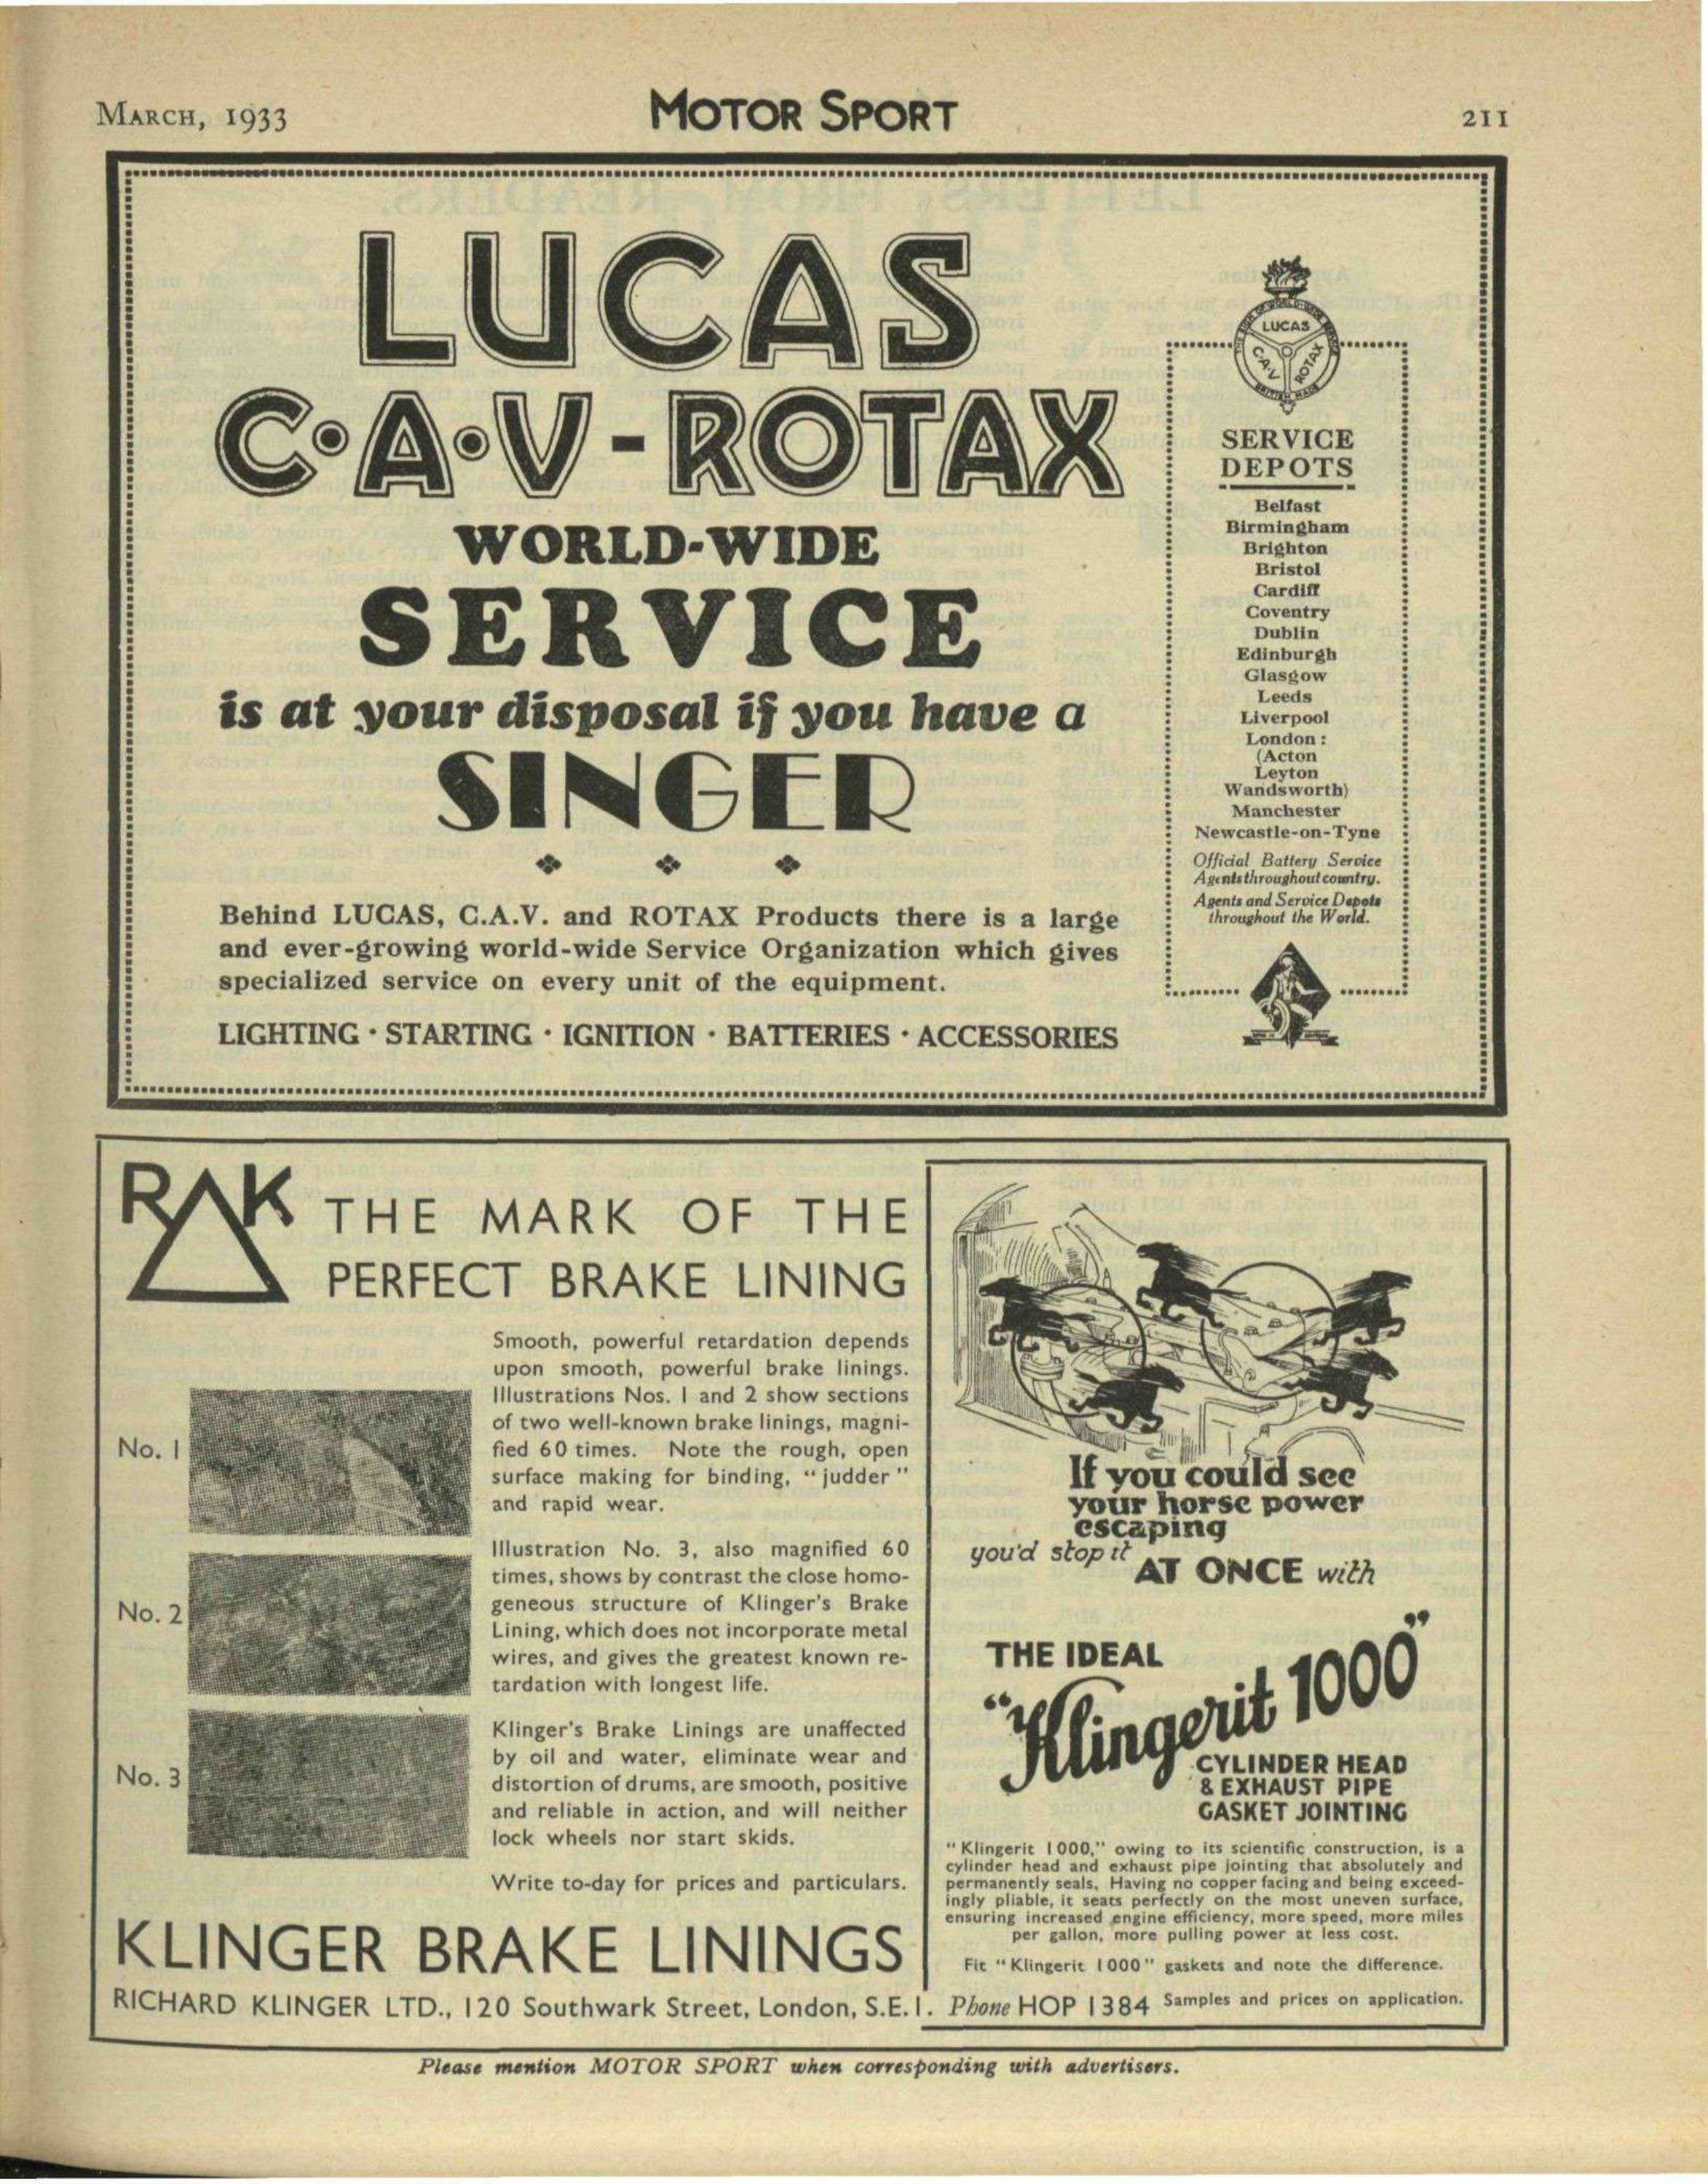 MARCH, 1933
MOTOR SPORT
211
LUCAS
C·A·V-ROTAX
WORLD-WIDE
SERVICE
is at your disposal if you have a
SINGER
Behind LUCAS, C.A.V. and ROTAX Products there is a large
and ever-growing world-wide Service Organization which gives
specialized service on every unit of the equipment.
LIGHTING · STARTING · IGNITION · BATTERIES · ACCESSORIES
LUCAS
C·A·V
ROTAX
BRITISH MADE
SERVICE
DEPOTS
Belfast
Birmingham
Brighton
Bristol
Cardiff
Coventry
Dublin
Edinburgh
Glasgow
Leeds
Liverpool
London :
(Acton
Leyton
Wandsworth)
Manchester
Newcastle-on-Tyne
Official Battery Service
Agents throughout country.
Agents and Service Depots
throughout the World.
RAK
THE MARK OF THE
PERFECT BRAKE LINING
Smooth, powerful retardation depends
upon smooth, powerful brake linings.
Illustrations Nos. 1 and 2 show sections
of two well-known brake linings, magni-
fied 60 times. Note the rough, open
surface making for binding, "judder"
and rapid wear.
Illustration No. 3, also magnified 60
times, shows by contrast the close homo-
geneous structure of Klinger's Brake
Lining, which does not incorporate metal
wires, and gives the greatest known re-
tardation with longest life.
Klinger's Brake Linings are unaffected
by oil and water, eliminate wear and
distortion of drums, are smooth, positive
and reliable in action, and will neither
lock wheels nor start skids.
Write to-day for prices and particulars.
No. 1
No. 2
No. 3
KLINGER BRAKE LININGS
If you could see
your horse power
escaping
you'd stop it
AT ONCE with
THE IDEAL
"Klingerit 1000"
CYLINDER HEAD
& EXHAUST PIPE
GASKET JOINTING
"Klingerit 1000," owing to its scientific construction, is a
cylinder head and exhaust pipe jointing that absolutely and
permanently seals. Having no copper facing and being exceed-
ingly pliable, it seats perfectly on the most uneven surface,
ensuring increased engine efficiency, more speed, more miles
per gallon, more pulling power at less cost.
Fit "Klingerit 1000" gaskets and note the difference.
RICHARD KLINGER LTD., 120 Southwark Street, London, S.E.1. Phone HOP 1384 Samples and prices on application.
Please mention MOTOR SPORT when corresponding with advertisers.